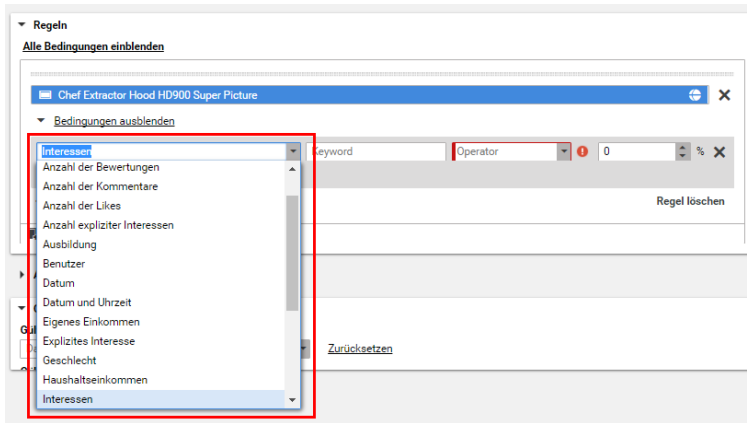 Regeln
Alle Bedingungen einblenden
Chef Extractor Hood HD900 Super Picture
Bedingungen ausblenden
Interessen Keyword Operator 0 %
Anzahl der Bewertungen
Anzahl der Kommentare
Anzahl der Likes
Regel löschen
Anzahl expliziter Interessen
Ausbildung
Benutzer
Datum
Datum und Uhrzeit
Eigenes Einkommen
Explizites Interesse
Zurücksetzen
Geschlecht
Haushaltseinkommen
Interessen